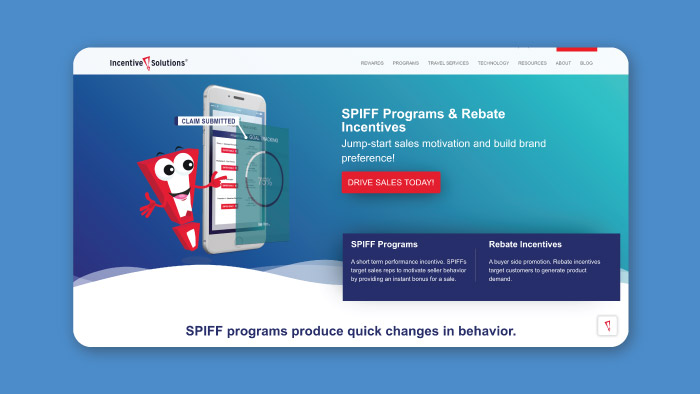 Incentive Solutions®
REWARDS PROGRAMS TRAVEL SERVICES TECHNOLOGY RESOURCES ABOUT BLOG
CLAIM SUBMITTED
75%
SPIFF Programs & Rebate
Incentives
Jump-start sales motivation and build brand
preference!
DRIVE SALES TODAY!
SPIFF Programs
A short term performance incentive. SPIFFs
target sales reps to motivate seller behavior
by providing an instant bonus for a sale.
Rebate Incentives
A buyer side promotion. Rebate incentives
target customers to generate product
demand.
SPIFF programs produce quick changes in behavior.